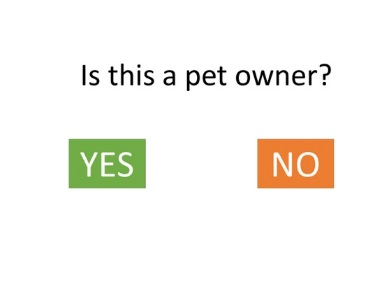 Is this a pet owner?
YES
NO